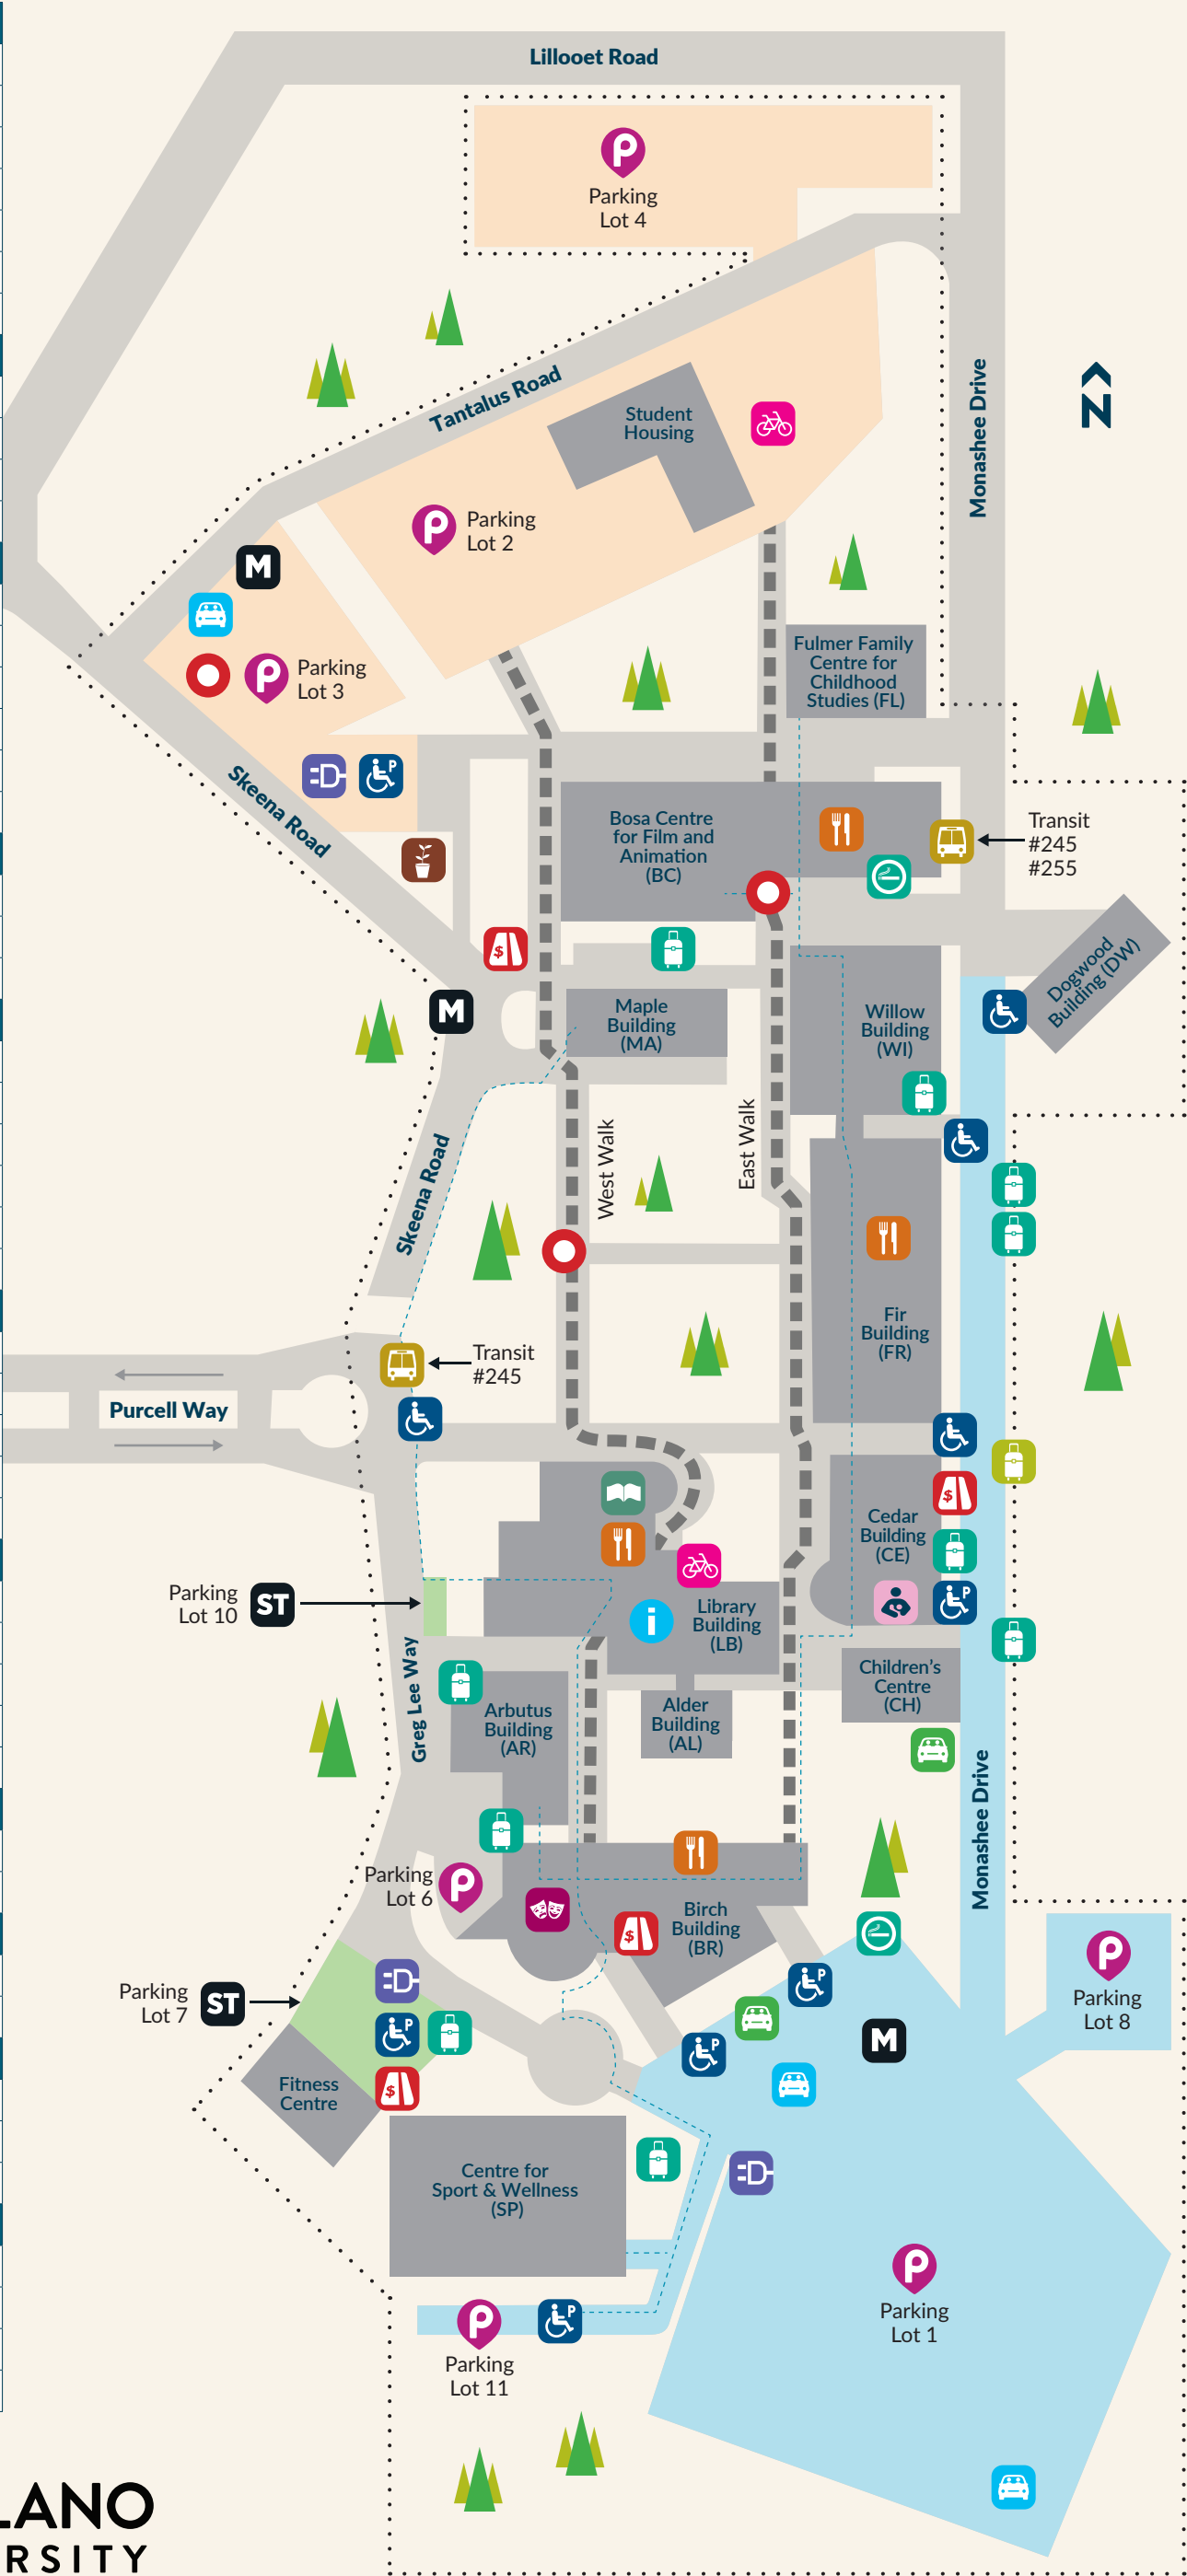 Lillooet Road
P
Parking
Lot 4
Tantalus Road
Student
Housing
Monashee Drive
N
P
Parking
Lot 2
M
P
Parking
Lot 3
Fulmer Family
Centre for
Childhood
Studies (FL)
D
P
Skeena Road
Bosa Centre
for Film and
Animation
(BC)
Transit
#245
#255
$
Dogwood
Building (DW)
M
Maple
Building
(MA)
Willow
Building
(WI)
Skeena Road
West Walk
East Walk
Fir
Building
(FR)
Transit
#245
Purcell Way
$
Cedar
Building
(CE)
P
Parking
Lot 10
ST
i
Library
Building
(LB)
Greg Lee Way
Arbutus
Building
(AR)
Alder
Building
(AL)
Children's
Centre
(CH)
Monashee Drive
Parking
Lot 6
P
$
Birch
Building
(BR)
P
Parking
Lot 8
Parking
Lot 7
ST
D
P
P
P
M
$
Fitness
Centre
Centre for
Sport & Wellness
(SP)
D
P
Parking
Lot 1
P
P
Parking
Lot 11
LANO
RSITY